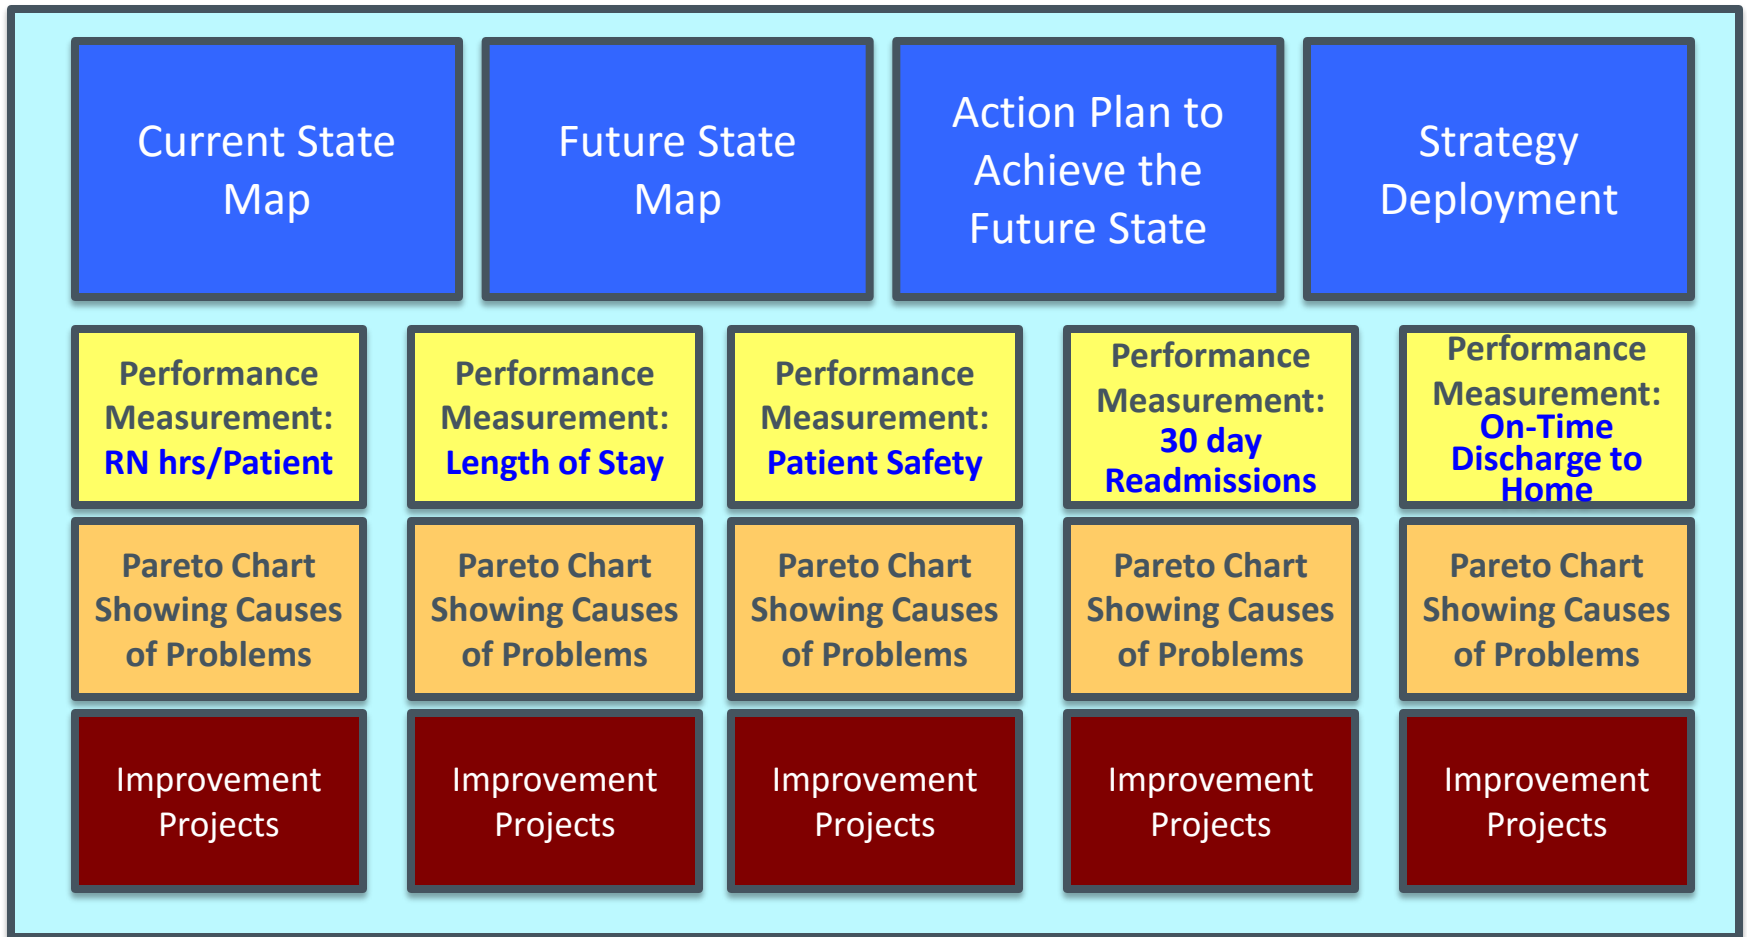 Current State
Map
Future State
Map
Action Plan to
Achieve the
Future State
Strategy
Deployment
Performance
Measurement:
RN hrs/Patient
Performance
Measurement:
Length of Stay
Performance
Measurement:
Patient Safety
Performance
Measurement:
30 day
Readmissions
Performance
Measurement:
On-Time
Discharge to
Home
Pareto Chart
Showing Causes
of Problems
Pareto Chart
Showing Causes
of Problems
Pareto Chart
Showing Causes
of Problems
Pareto Chart
Showing Causes
of Problems
Pareto Chart
Showing Causes
of Problems
Improvement
Projects
Improvement
Projects
Improvement
Projects
Improvement
Projects
Improvement
Projects